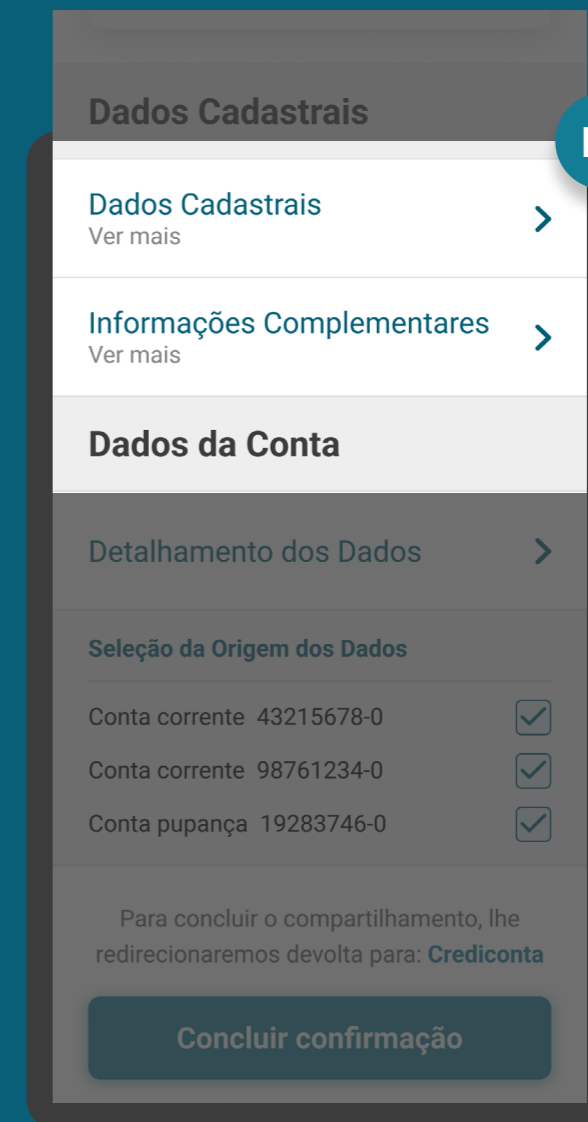 Dados Cadastrais
Dados Cadastrais
Ver mais
Informações Complementares
Ver mais
Dados da Conta
Detalhamento dos Dados
Seleção da Origem dos Dados
Conta corrente 43215678-0
Conta corrente 98761234-0
Conta pupança 19283746-0
Para concluir o compartilhamento, lhe
redirecionaremos devolta para: Crediconta
Concluir confirmação